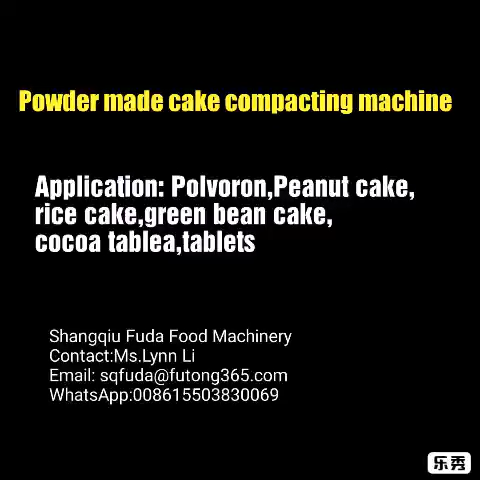 Powder made cake compacting machine
Application: Polvoron,Peanut cake,
rice cake,green bean cake,
cocoa tablea,tablets
Shangqiu Fuda Food Machinery
Contact:Ms.Lynn Li
Email: sqfuda@futong365.com
WhatsApp:008615503830069
乐秀